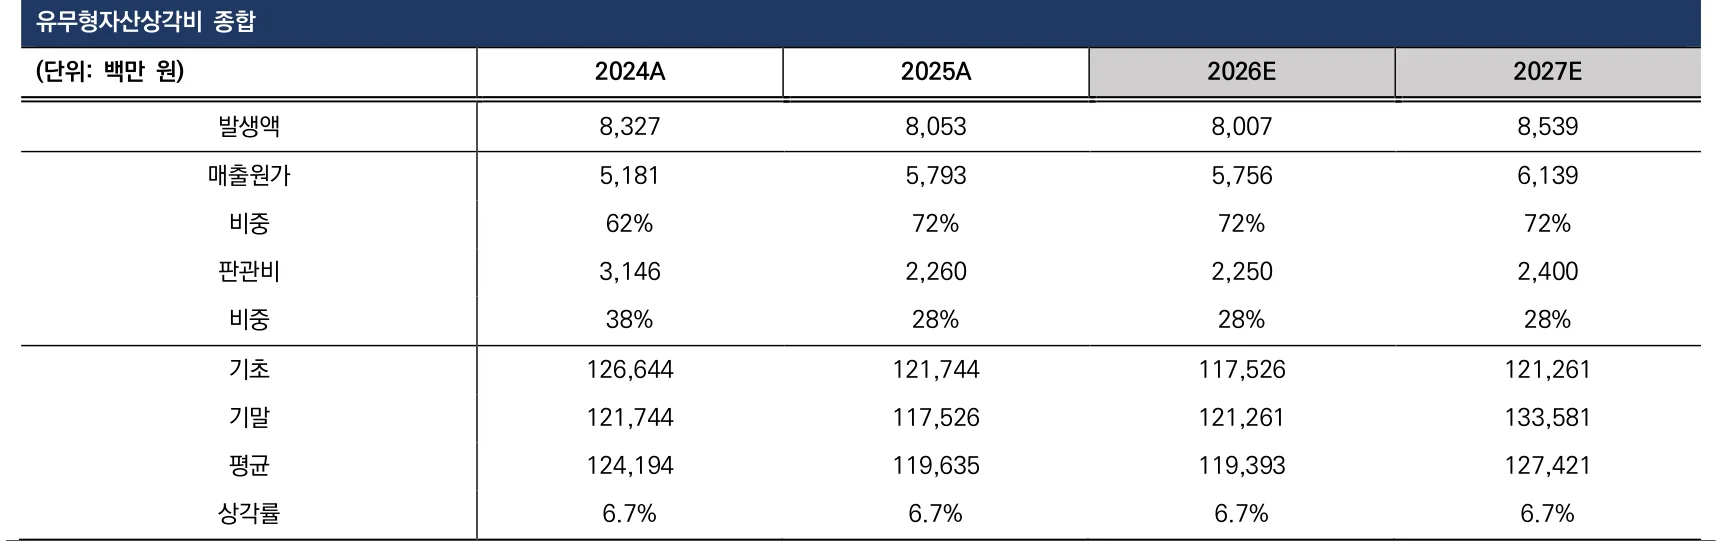 유무형자산상각비 종합
(단위: 백만 원) 2024A 2025A 2026E 2027E
발생액 8,327 8,053 8,007 8,539
매출원가 5,181 5,793 5,756 6,139
비중 62% 72% 72% 72%
판관비 3,146 2,260 2,250 2,400
비중 38% 28% 28% 28%
기초 126,644 121,744 117,526 121,261
기말 121,744 117,526 121,261 133,581
평균 124,194 119,635 119,393 127,421
상각률 6.7% 6.7% 6.7% 6.7%